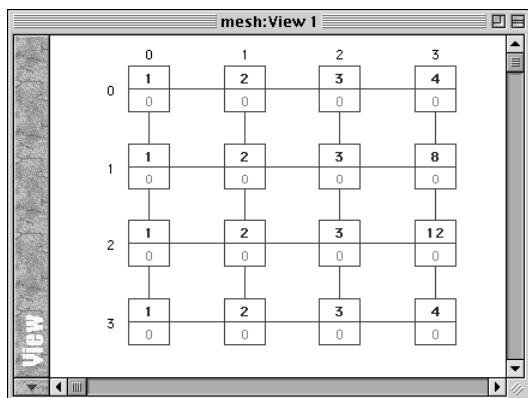 mesh:View 1
0 1 2 3
0 1 2 3 4
0 0 0 0
1 1 2 3 8
0 0 0 0
2 1 2 3 12
0 0 0 0
3 1 2 3 4
0 0 0 0
View